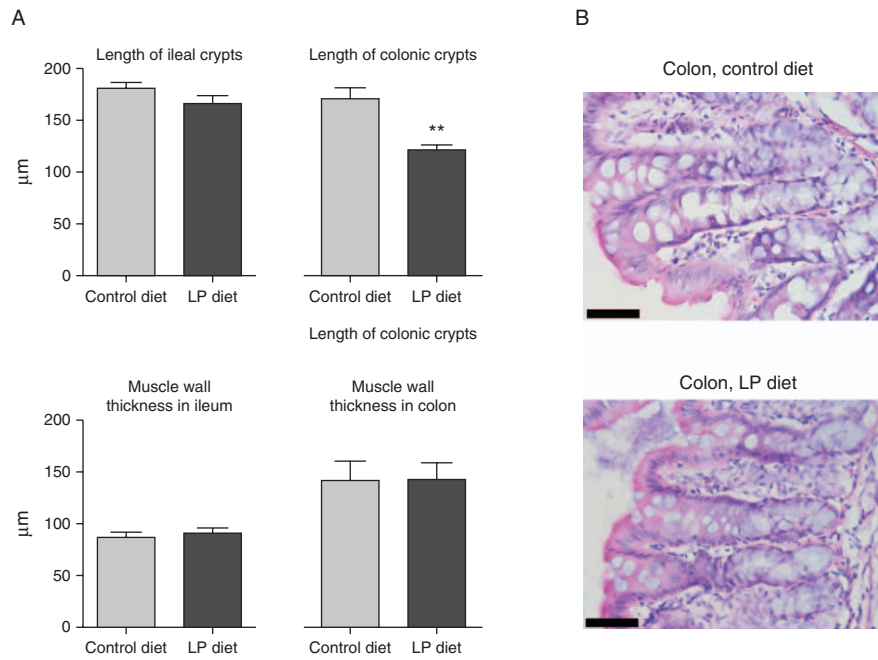 A
Length of ileal crypts
200
150
100
50
0
μm
Control diet
LP diet
Length of colonic crypts
**
Control diet
LP diet
Length of colonic crypts
Muscle wall
thickness in ileum
200
150
100
50
0
μm
Control diet
LP diet
Muscle wall
thickness in colon
Control diet
LP diet
B
Colon, control diet
Colon, LP diet